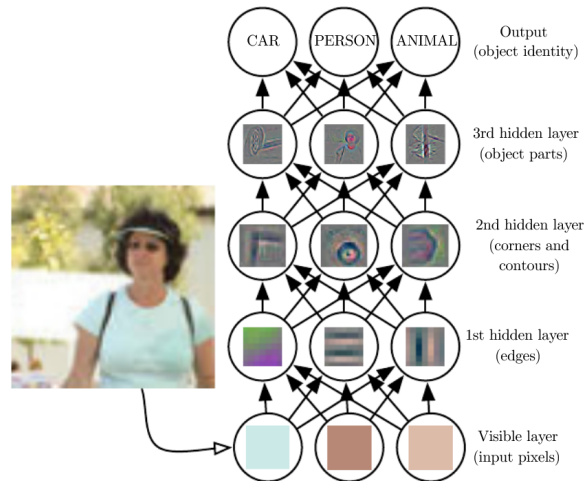 CAR PERSON ANIMAL
Output
(object identity)
3rd hidden layer
(object parts)
2nd hidden layer
(corners and
contours)
1st hidden layer
(edges)
Visible layer
(input pixels)